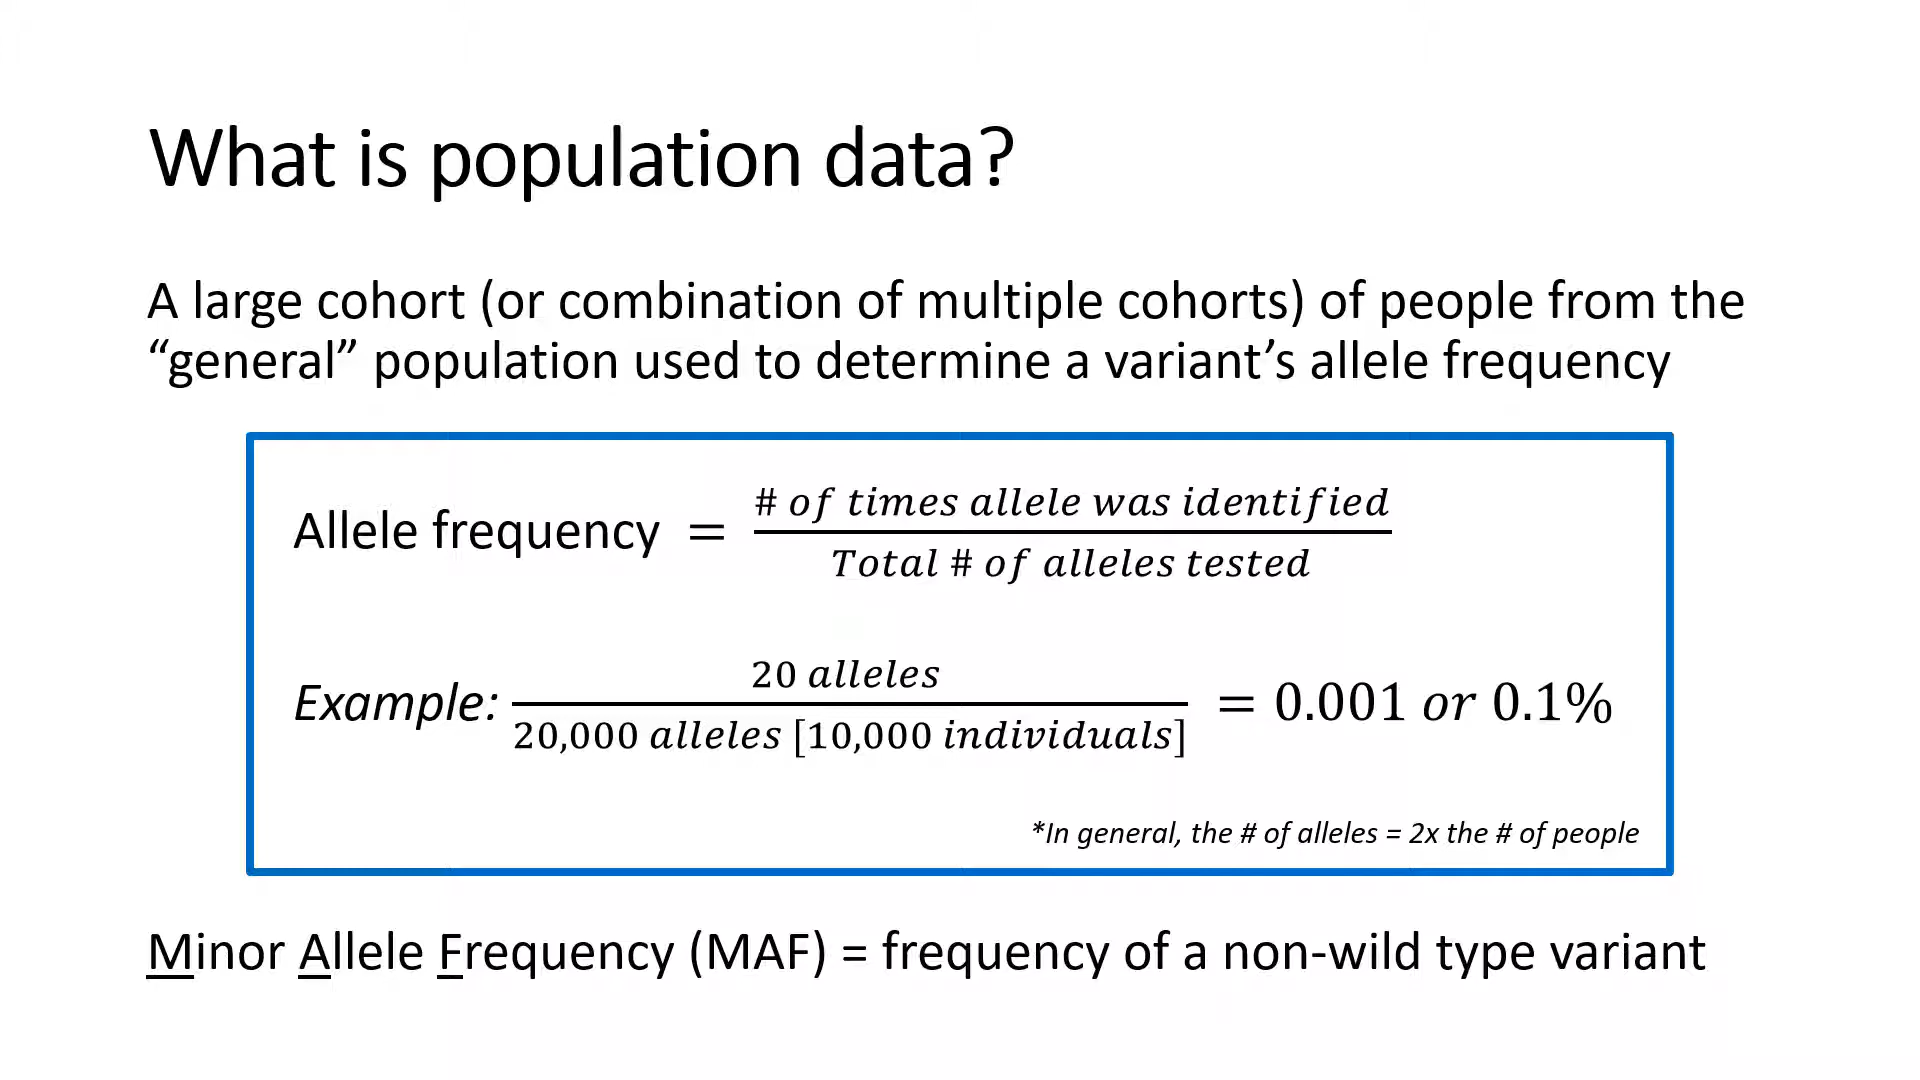 What is population data?
A large cohort (or combination of multiple cohorts) of people from the
“general” population used to determine a variant’s allele frequency
Allele frequency = # of times allele was identified / Total # of alleles tested
Example: 20 alleles / 20,000 alleles [10,000 individuals] = 0.001 or 0.1%
*In general, the # of alleles = 2x the # of people
Minor Allele Frequency (MAF) = frequency of a non-wild type variant